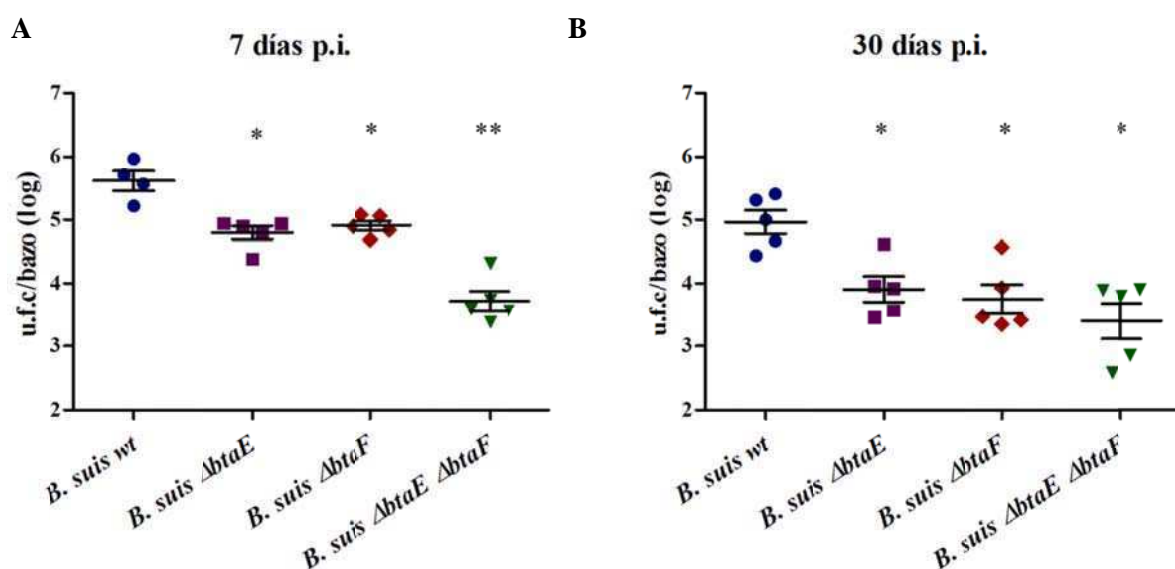 A
7 días p.i.
u.f.c/bazo (log)
7
6
5
4
3
2
*
*
**
B. suis wt
B. suis ΔbtaE
B. suis ΔbtaF
B. suis ΔbtaE ΔbtaF
B
30 días p.i.
u.f.c/bazo (log)
7
6
5
4
3
2
*
*
*
B. suis wt
B. suis ΔbtaE
B. suis ΔbtaF
B. suis ΔbtaE ΔbtaF